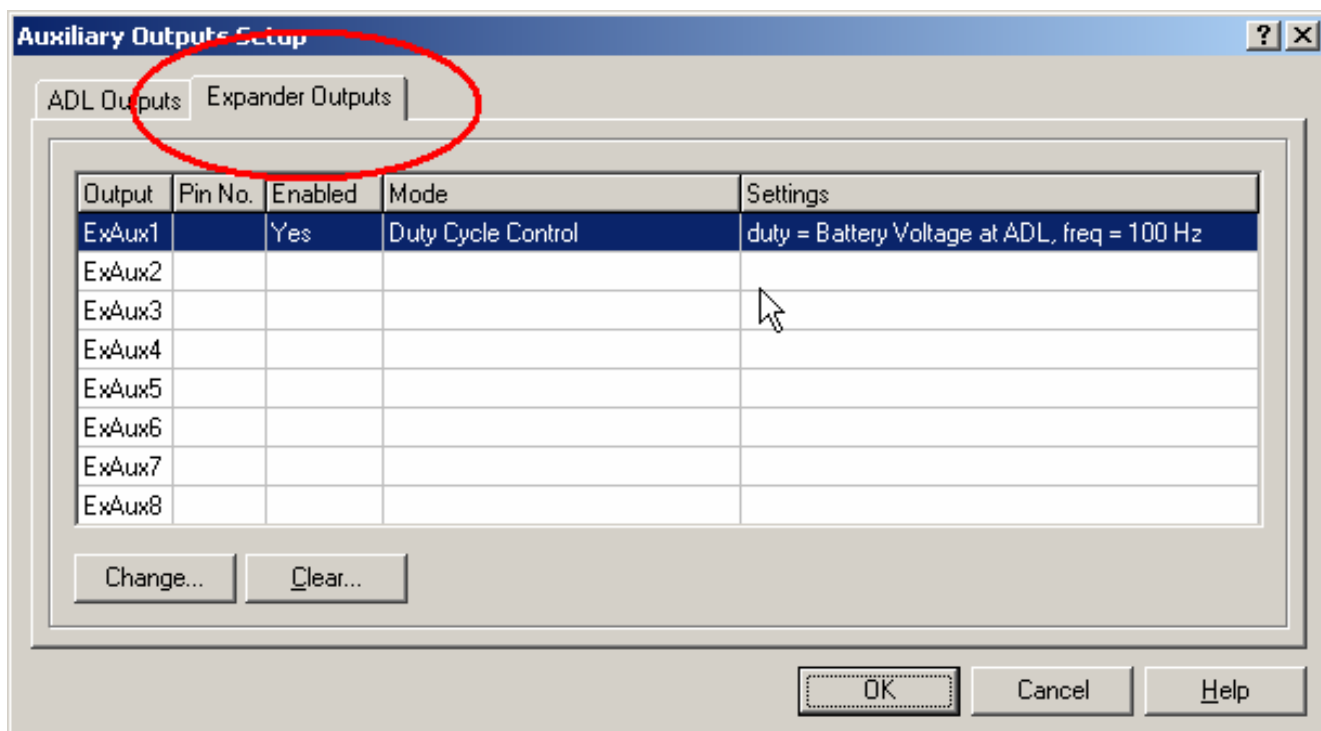 Auxiliary Outputs Setup
ADL Outputs Expander Outputs
Output Pin No. Enabled Mode Settings
ExAux1 Yes Duty Cycle Control duty = Battery Voltage at ADL, freq = 100 Hz
ExAux2
ExAux3
ExAux4
ExAux5
ExAux6
ExAux7
ExAux8
Change... Clear...
OK Cancel Help